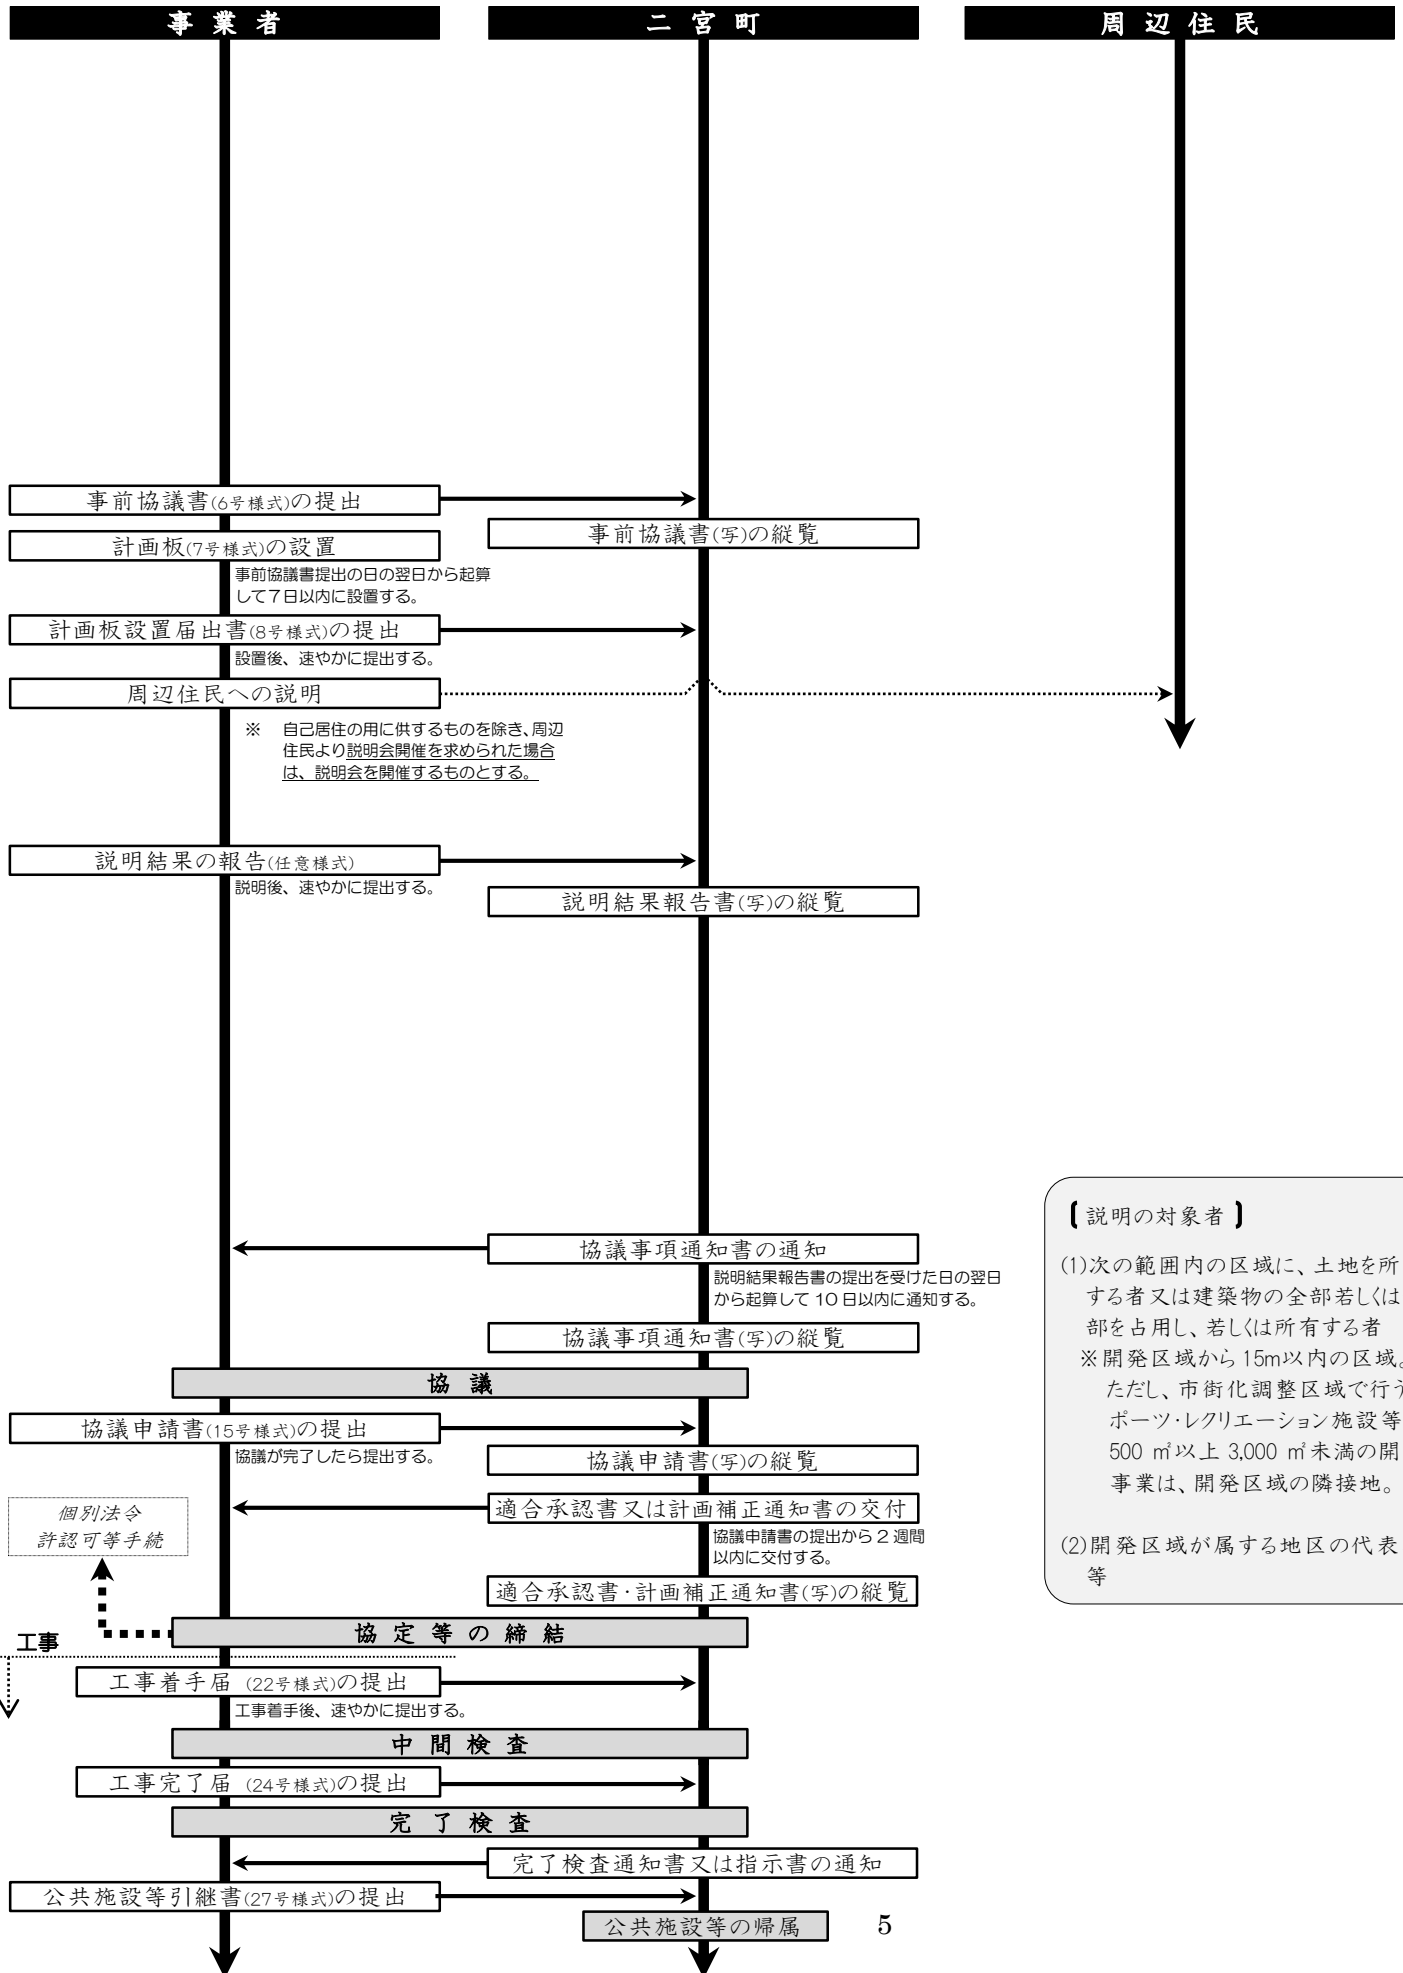 事業者
二宮町
周辺住民
事前協議書(6号様式)の提出
事前協議書(写)の縦覧
計画板(7号様式)の設置
事前協議書提出の日の翌日から起算
して7日以内に設置する。
計画板設置届出書(8号様式)の提出
設置後、速やかに提出する。
周辺住民への説明
※ 自己居住の用に供するものを除き、周辺
住民より説明会開催を求められた場合
は、説明会を開催するものとする。
説明結果の報告(任意様式)
説明後、速やかに提出する。
説明結果報告書(写)の縦覧
協議事項通知書の通知
説明結果報告書の提出を受けた日の翌日
から起算して 10 日以内に通知する。
協議事項通知書(写)の縦覧
協議
協議申請書(15号様式)の提出
協議が完了したら提出する。
協議申請書(写)の縦覧
適合承認書又は計画補正通知書の交付
協議申請書の提出から 2 週間
以内に交付する。
個別法令
許認可等手続
適合承認書・計画補正通知書(写)の縦覧
協定等の締結
工事
工事着手届 (22号様式)の提出
工事着手後、速やかに提出する。
中間検査
工事完了届 (24号様式)の提出
完了検査
完了検査通知書又は指示書の通知
公共施設等引継書(27号様式)の提出
公共施設等の帰属
【説明の対象者】
(1)次の範囲内の区域に、土地を所
する者又は建築物の全部若しくは
部を占用し、若しくは所有する者
※開発区域から 15m以内の区域。
ただし、市街化調整区域で行う
ポーツ・レクリエーション施設等
500 ㎡以上 3,000 ㎡未満の開
事業は、開発区域の隣接地。
(2)開発区域が属する地区の代表
等
5